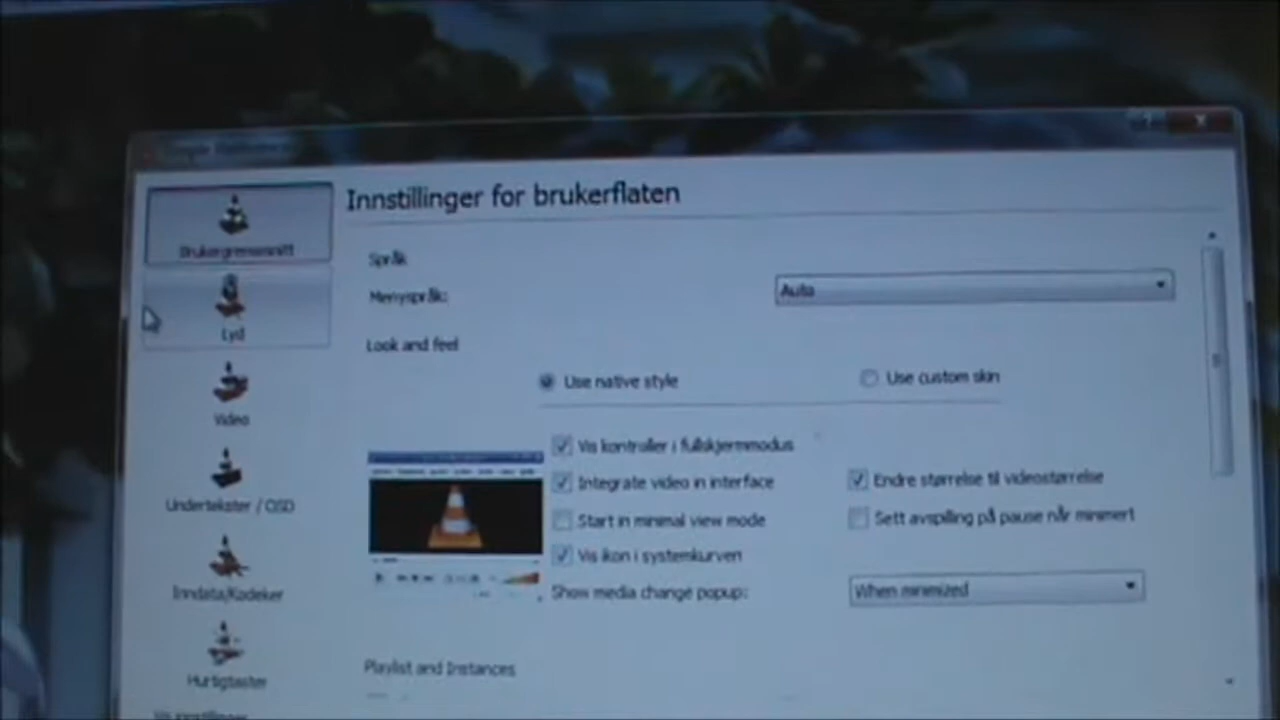 Innstillinger for brukerflaten
Brukergrensesnitt
Lyd
Video
Undertekster / OSD
Inndata/Kodeker
Hurtigtaster
Språk
Menyspråk:
Auto
Look and feel
Use native style
Use custom skin
Vis kontroller i fullskjermmodus
Integrate video in interface
Endre størrelse til videostørrelse
Start in minimal view mode
Sett avspilling på pause når minimert
Vis ikon i systemkurven
Show media change popup:
When minimized
Playlist and Instances